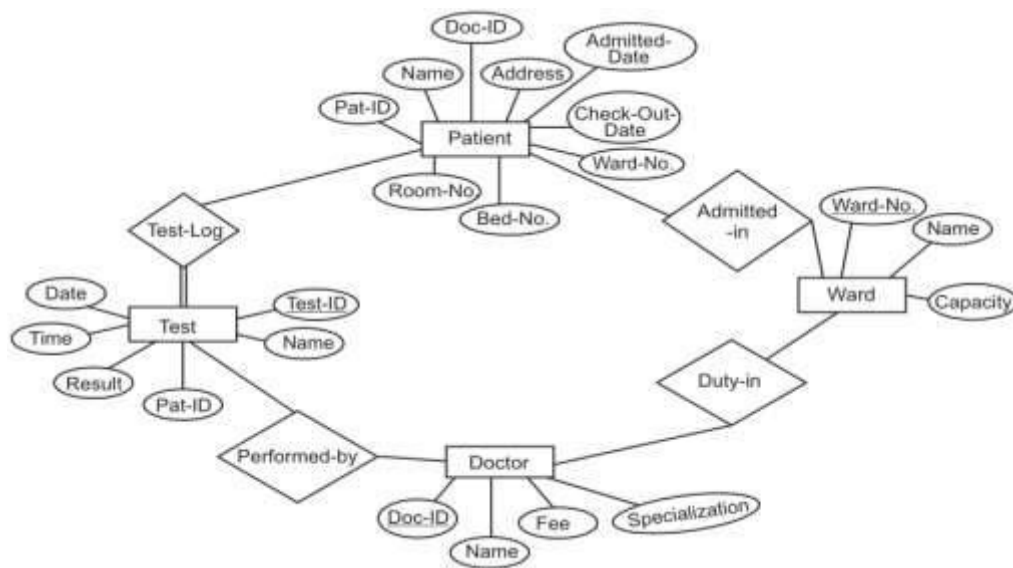 Doc-ID
Admitted-
Date
Name
Address
Pat-ID
Check-Out-
Date
Patient
Ward-No.
Room-No
Bed-No.
Test-Log
Admitted
-in
Ward-No.
Name
Ward
Capacity
Date
Test-ID
Time
Test
Name
Result
Pat-ID
Duty-in
Performed-by
Doctor
Doc-ID
Name
Fee
Specialization